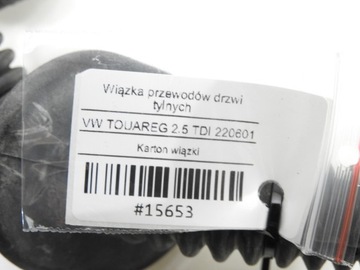 Wiązka przewodów drzwi
tylnych
VW TOUAREG 2.5 TDI 220601
Karton wiązki
#15653